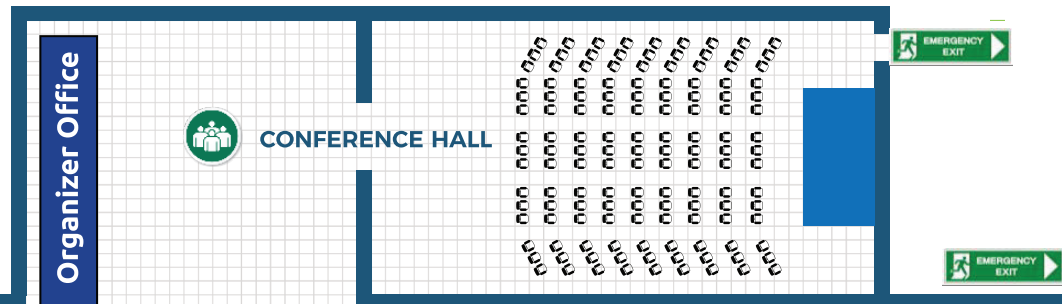 Organizer Office
CONFERENCE HALL
EMERGENCY
EXIT
EMERGENCY
EXIT